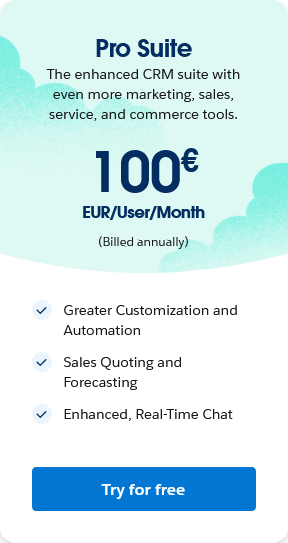 Pro Suite
The enhanced CRM suite with
even more marketing, sales,
service, and commerce tools.
100€
EUR/User/Month
(Billed annually)
Greater Customization and
Automation
Sales Quoting and
Forecasting
Enhanced, Real-Time Chat
Try for free